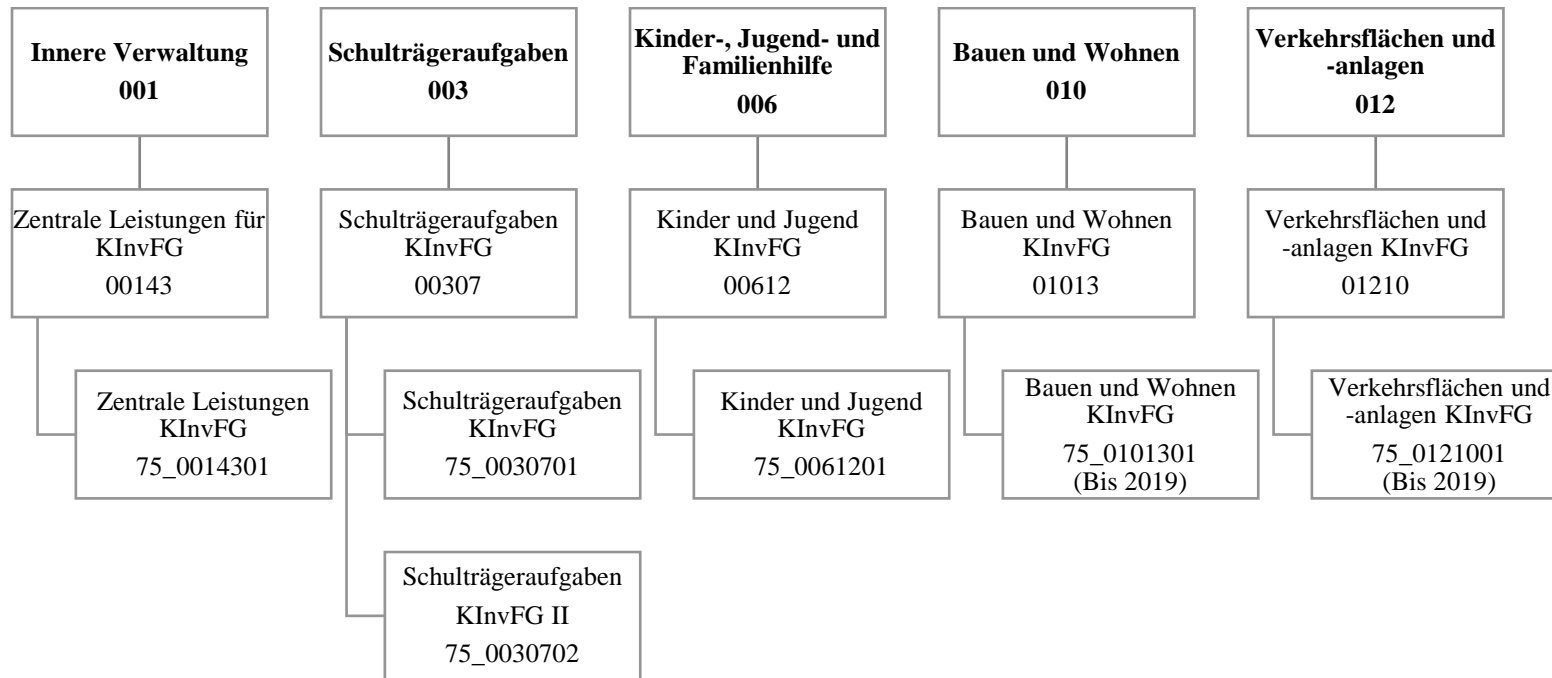 Innere Verwaltung
001
Schulträgeraufgaben
003
Kinder-, Jugend- und
Familienhilfe
006
Bauen und Wohnen
010
Verkehrsflächen und
-anlagen
012
Zentrale Leistungen für
KInvFG
00143
Schulträgeraufgaben
KInvFG
00307
Kinder und Jugend
KInvFG
00612
Bauen und Wohnen
KInvFG
01013
Verkehrsflächen und
-anlagen KInvFG
01210
Zentrale Leistungen
KInvFG
75_0014301
Schulträgeraufgaben
KInvFG
75_0030701
Kinder und Jugend
KInvFG
75_0061201
Bauen und Wohnen
KInvFG
75_0101301
(Bis 2019)
Verkehrsflächen und
-anlagen KInvFG
75_0121001
(Bis 2019)
Schulträgeraufgaben
KInvFG II
75_0030702